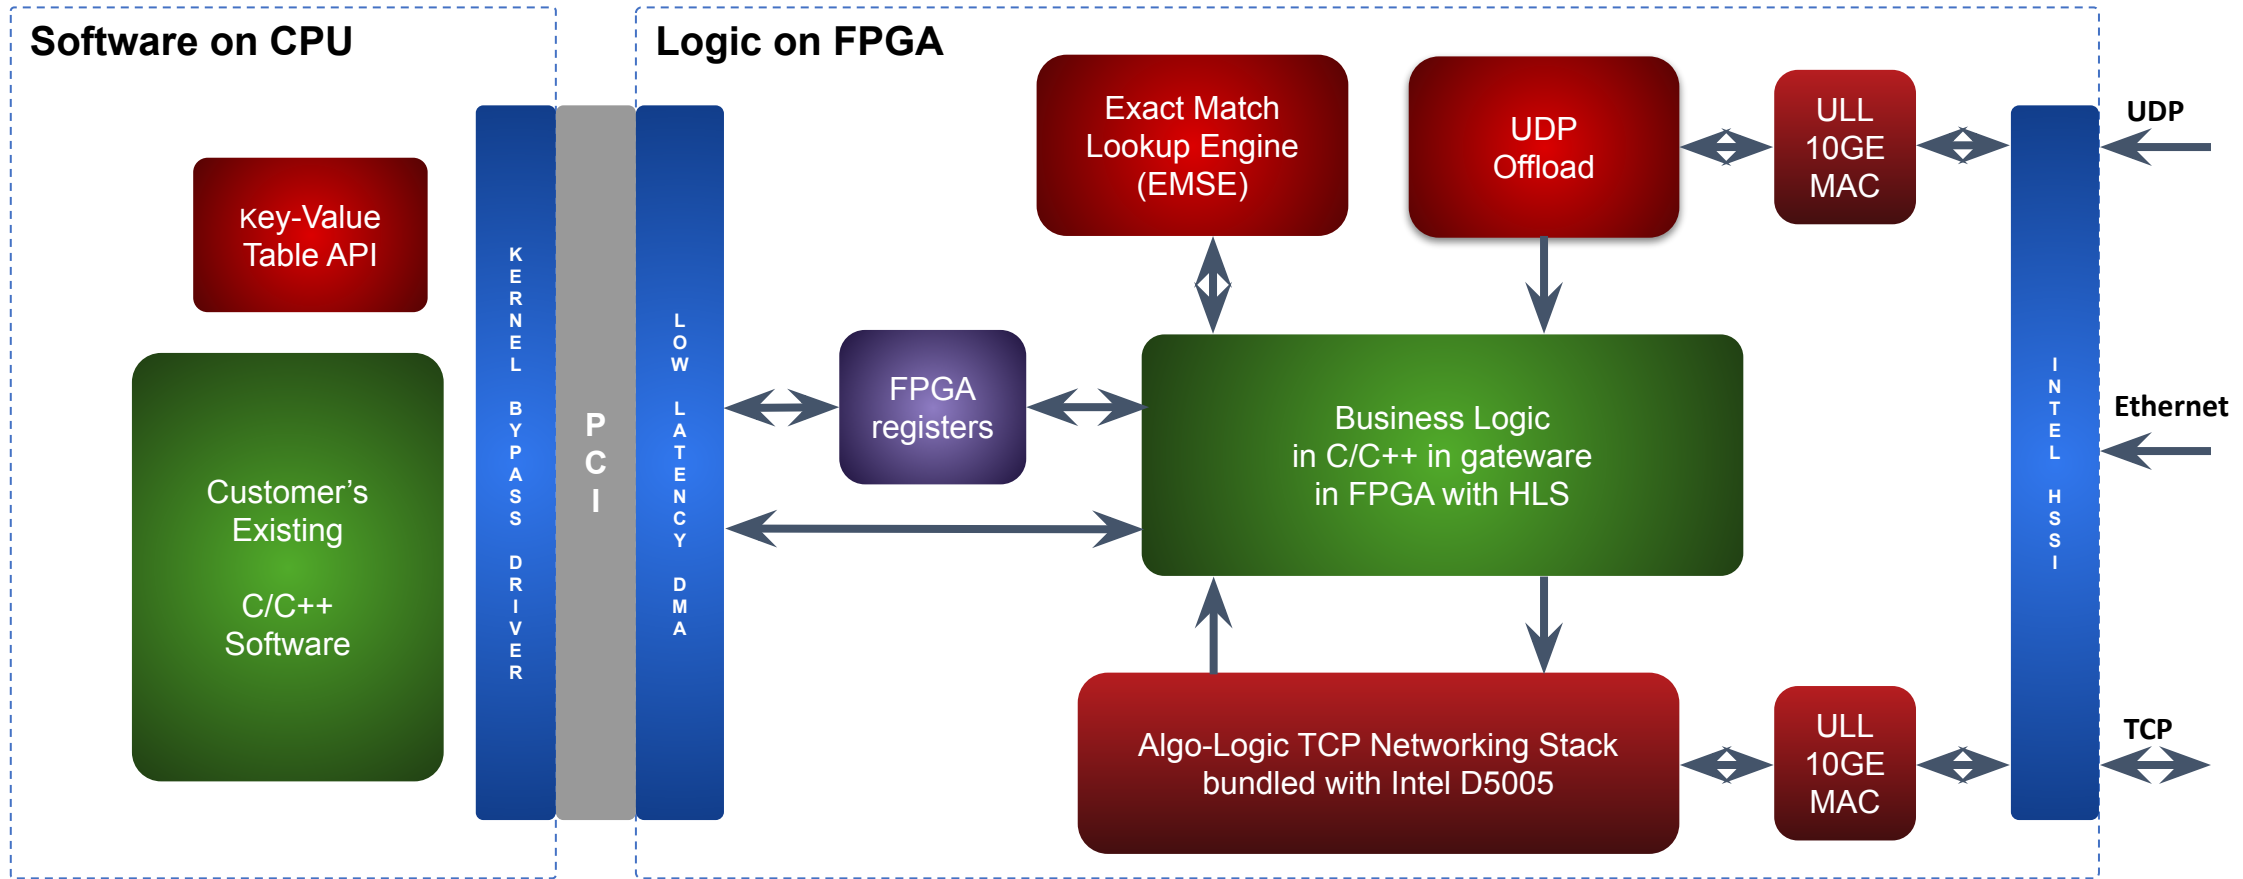 Software on CPU
Key-Value
Table API
Customer’s
Existing
C/C++
Software
KERNEL BYPASS DRIVER
PCI
Logic on FPGA
LOW LATENCY DMA
FPGA
registers
Exact Match
Lookup Engine
(EMSE)
UDP
Offload
ULL
10GE
MAC
Business Logic
in C/C++ in gateware
in FPGA with HLS
Algo-Logic TCP Networking Stack
bundled with Intel D5005
ULL
10GE
MAC
INTEL HSSI
UDP
Ethernet
TCP